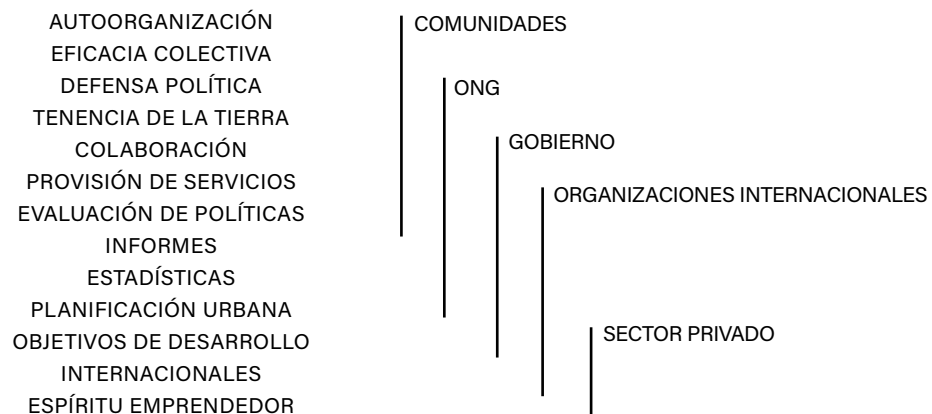 AUTOORGANIZACIÓN
EFICACIA COLECTIVA
DEFENSA POLÍTICA
TENENCIA DE LA TIERRA
COLABORACIÓN
PROVISIÓN DE SERVICIOS
EVALUACIÓN DE POLÍTICAS
INFORMES
ESTADÍSTICAS
PLANIFICACIÓN URBANA
OBJETIVOS DE DESARROLLO
INTERNACIONALES
ESPÍRITU EMPRENDEDOR
COMUNIDADES
ONG
GOBIERNO
ORGANIZACIONES INTERNACIONALES
SECTOR PRIVADO